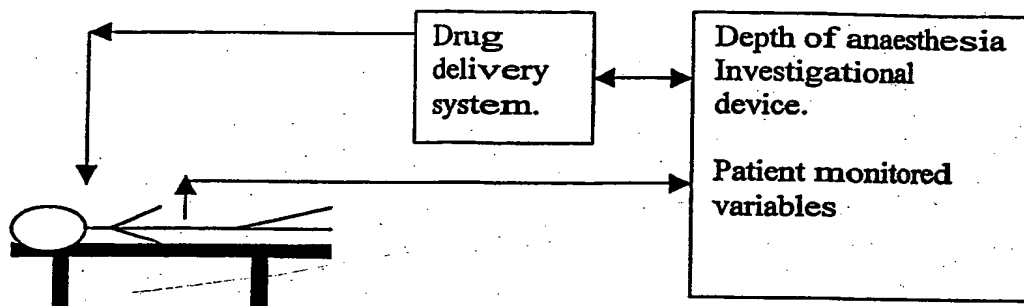 Drug
delivery
system.
Depth of anaesthesia
Investigational
device.
Patient monitored
variables